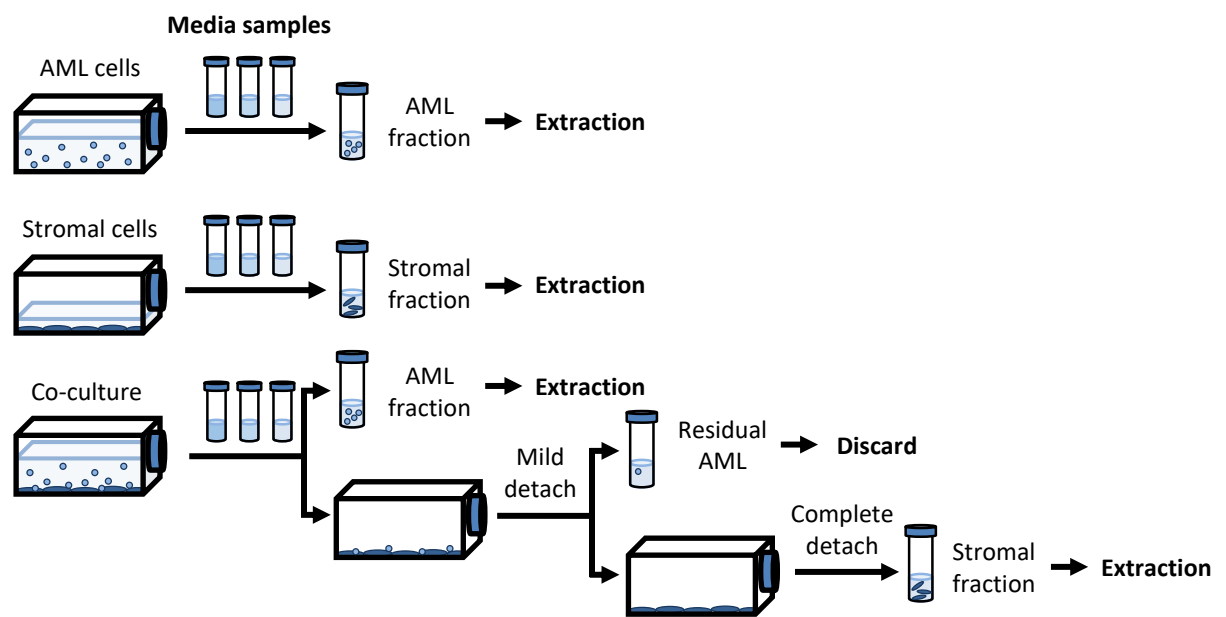 Media samples
AML cells
AML
fraction
Extraction
Stromal cells
Stromal
fraction
Extraction
Co-culture
AML
fraction
Extraction
Mild
detach
Residual
AML
Discard
Complete
detach
Stromal
fraction
Extraction